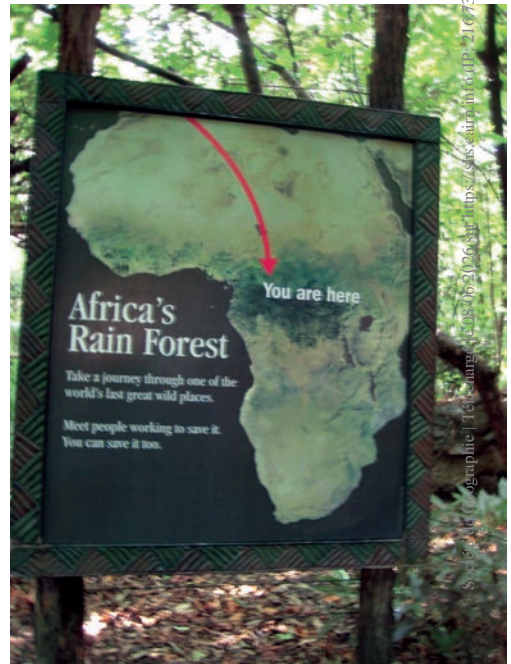 You are here
Africa's
Rain Forest
Take a journey through one of the
world's last great wild places.
Meet people working to save it.
You can save it too.